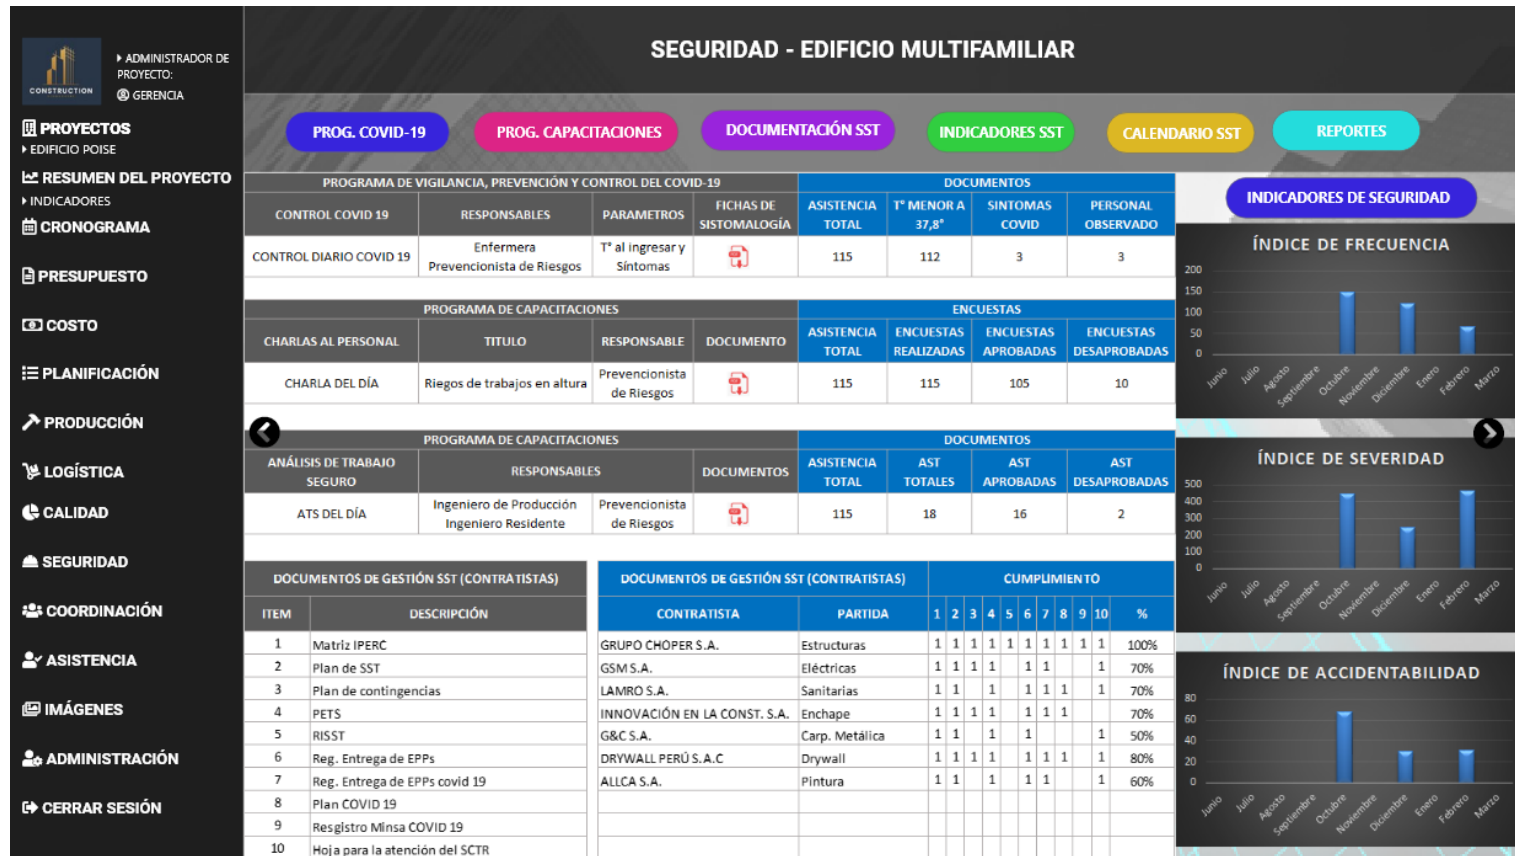 SEGURIDAD - EDIFICIO MULTIFAMILIAR
CONSTRUCTION
ADMINISTRADOR DE
PROYECTO:
GERENCIA
PROYECTOS
EDIFICIO POISE
RESUMEN DEL PROYECTO
INDICADORES
CRONOGRAMA
PRESUPUESTO
COSTO
PLANIFICACIÓN
PRODUCCIÓN
LOGÍSTICA
CALIDAD
SEGURIDAD
COORDINACIÓN
ASISTENCIA
IMÁGENES
ADMINISTRACIÓN
CERRAR SESIÓN
PROG. COVID-19 PROG. CAPACITACIONES DOCUMENTACIÓN SST INDICADORES SST CALENDARIO SST REPORTES
PROGRAMA DE VIGILANCIA, PREVENCIÓN Y CONTROL DEL COVID-19 DOCUMENTOS
CONTROL COVID 19 RESPONSABLES PARAMETROS FICHAS DE SISTOMALOGÍA ASISTENCIA TOTAL T° MENOR A 37,8° SINTOMAS COVID PERSONAL OBSERVADO
CONTROL DIARIO COVID 19 Enfermera Prevencionista de Riesgos T° al ingresar y Síntomas 115 112 3 3
PROGRAMA DE CAPACITACIONES ENCUESTAS
CHARLAS AL PERSONAL TITULO RESPONSABLE DOCUMENTO ASISTENCIA TOTAL ENCUESTAS REALIZADAS ENCUESTAS APROBADAS ENCUESTAS DESAPROBADAS
CHARLA DEL DÍA Riegos de trabajos en altura Prevencionista de Riesgos 115 115 105 10
PROGRAMA DE CAPACITACIONES DOCUMENTOS
ANÁLISIS DE TRABAJO SEGURO RESPONSABLES DOCUMENTOS ASISTENCIA TOTAL AST TOTALES AST APROBADAS AST DESAPROBADAS
ATS DEL DÍA Ingeniero de Producción Ingeniero Residente Prevencionista de Riesgos 115 18 16 2
DOCUMENTOS DE GESTIÓN SST (CONTRATISTAS)
ITEM DESCRIPCIÓN
1 Matriz IPERC
2 Plan de SST
3 Plan de contingencias
4 PETS
5 RISST
6 Reg. Entrega de EPPs
7 Reg. Entrega de EPPs covid 19
8 Plan COVID 19
9 Resgistro Minsa COVID 19
10 Hoja para la atención del SCTR
DOCUMENTOS DE GESTIÓN SST (CONTRATISTAS) CUMPLIMIENTO
CONTRATISTA PARTIDA 1 2 3 4 5 6 7 8 9 10 %
GRUPO CHOPER S.A. Estructuras 1 1 1 1 1 1 1 1 1 1 100%
GSM S.A. Eléctricas 1 1 1 1 1 1 1 70%
LAMRO S.A. Sanitarias 1 1 1 1 1 1 1 70%
INNOVACIÓN EN LA CONST. S.A. Enchape 1 1 1 1 1 1 1 70%
G&C S.A. Carp. Metálica 1 1 1 1 1 50%
DRYWALL PERÚ S.A.C Drywall 1 1 1 1 1 1 1 1 80%
ALLCA S.A. Pintura 1 1 1 1 1 1 60%
INDICADORES DE SEGURIDAD
ÍNDICE DE FRECUENCIA
200
150
100
50
0
Junio Julio Agosto Septiembre Octubre Noviembre Diciembre Enero Febrero Marzo
ÍNDICE DE SEVERIDAD
500
400
300
200
100
0
Junio Julio Agosto Septiembre Octubre Noviembre Diciembre Enero Febrero Marzo
ÍNDICE DE ACCIDENTABILIDAD
80
60
40
20
0
Junio Julio Agosto Septiembre Octubre Noviembre Diciembre Enero Febrero Marzo